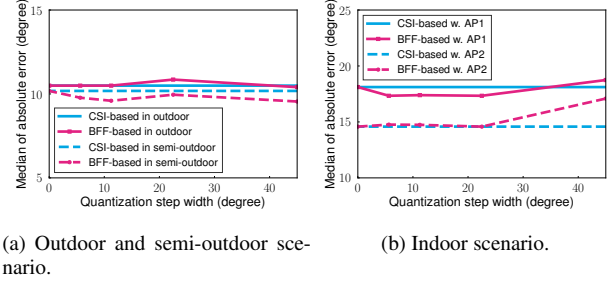 15
10
5
0
10
20
30
40
Median of absolute error (degree)
Quantization step width (degree)
CSI-based in outdoor
BFF-based in outdoor
CSI-based in semi-outdoor
BFF-based in semi-outdoor
25
20
15
10
0
10
20
30
40
Median of absolute error (degree)
Quantization step width (degree)
CSI-based w. AP1
BFF-based w. AP1
CSI-based w. AP2
BFF-based w. AP2
(a) Outdoor and semi-outdoor sce-
nario.
(b) Indoor scenario.